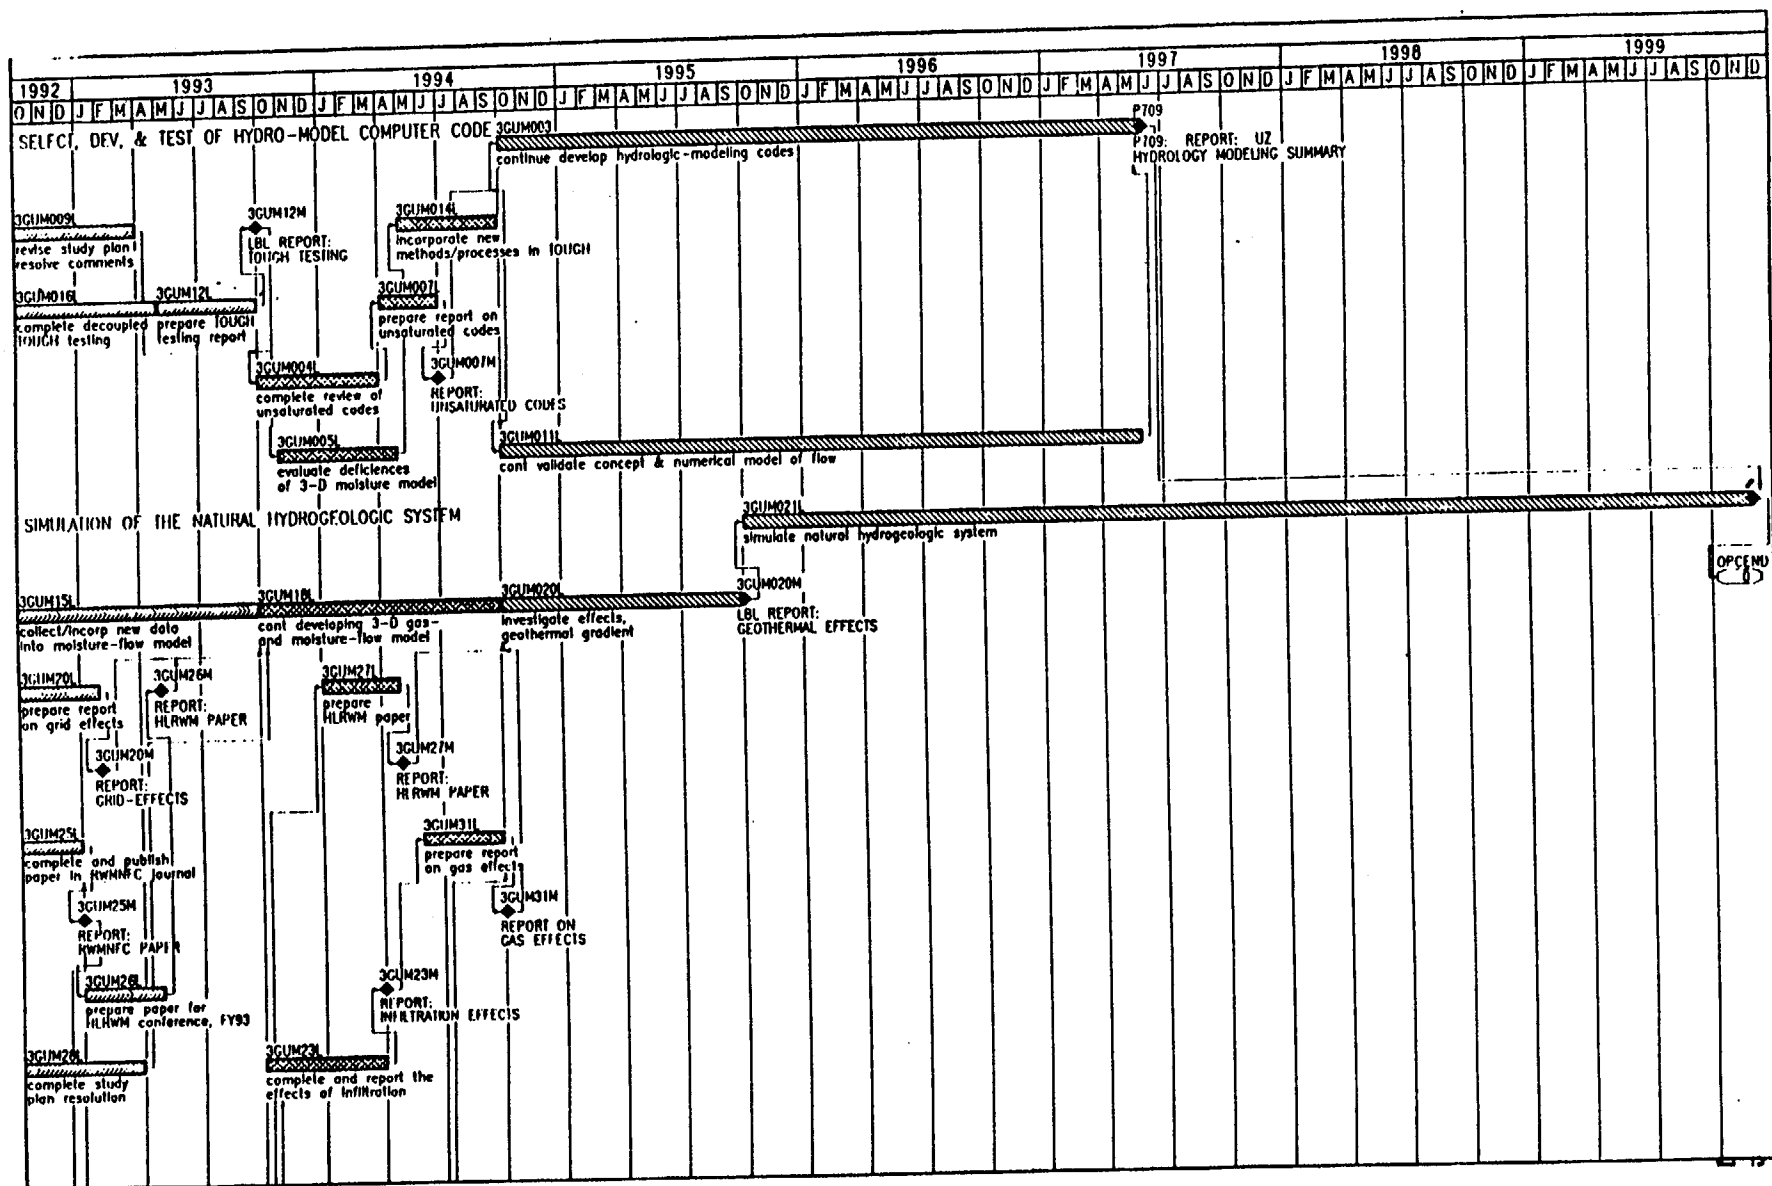 1992 1993 1994 1995 1996 1997 1998 1999
O N D J F M A M J J A S O N D J F M A M J J A S O N D J F M A M J J A S O N D J F M A M J J A S O N D J F M A M J J A S O N D J F M A M J J A S O N D J F M A M J J A S O N D
SELECT, DEV, & TEST OF HYDRO-MODEL COMPUTER CODE
3GUM003
continue develop hydrologic-modeling codes
P709
P709: REPORT: UZ
HYDROLOGY MODELING SUMMARY
3GUM009L
revise study plan
resolve comments
3GUM12M
LBL REPORT:
TOUGH TESTING
3GUM014L
incorporate new
methods/processes in TOUGH
3GUM016L
complete decoupled
TOUGH testing
3GUM12L
prepare TOUGH
testing report
3GUM007L
prepare report on
unsaturated codes
3GUM004L
complete review of
unsaturated codes
3GUM007M
REPORT:
UNSATURATED CODES
3GUM005L
evaluate deficiences
of 3-D moisture model
3GUM011L
cont validate concept & numerical model of flow
SIMULATION OF THE NATURAL HYDROGEOLOGIC SYSTEM
3GUM021L
simulate natural hydrogeologic system
OPCEND
3GUM15L
collect/incorp new data
into moisture-flow model
3GUM18L
cont developing 3-D gas-
and moisture-flow model
3GUM020L
investigate effects,
geothermal gradient
3GUM020M
LBL REPORT:
GEOTHERMAL EFFECTS
3GUM20L
prepare report
on grid effects
3GUM26M
REPORT:
HLRWM PAPER
3GUM27L
prepare
HLRWM paper
3GUM20M
REPORT:
GRID-EFFECTS
3GUM27M
REPORT:
HLRWM PAPER
3GUM25L
complete and publish
paper in RWMNFC journal
3GUM31L
prepare report
on gas effects
3GUM25M
REPORT:
RWMNFC PAPER
3GUM31M
REPORT ON
GAS EFFECTS
3GUM26L
prepare paper for
HLRWM conference, FY93
3GUM23M
REPORT:
INFILTRATION EFFECTS
3GUM28L
complete study
plan resolution
3GUM23L
complete and report the
effects of infiltration